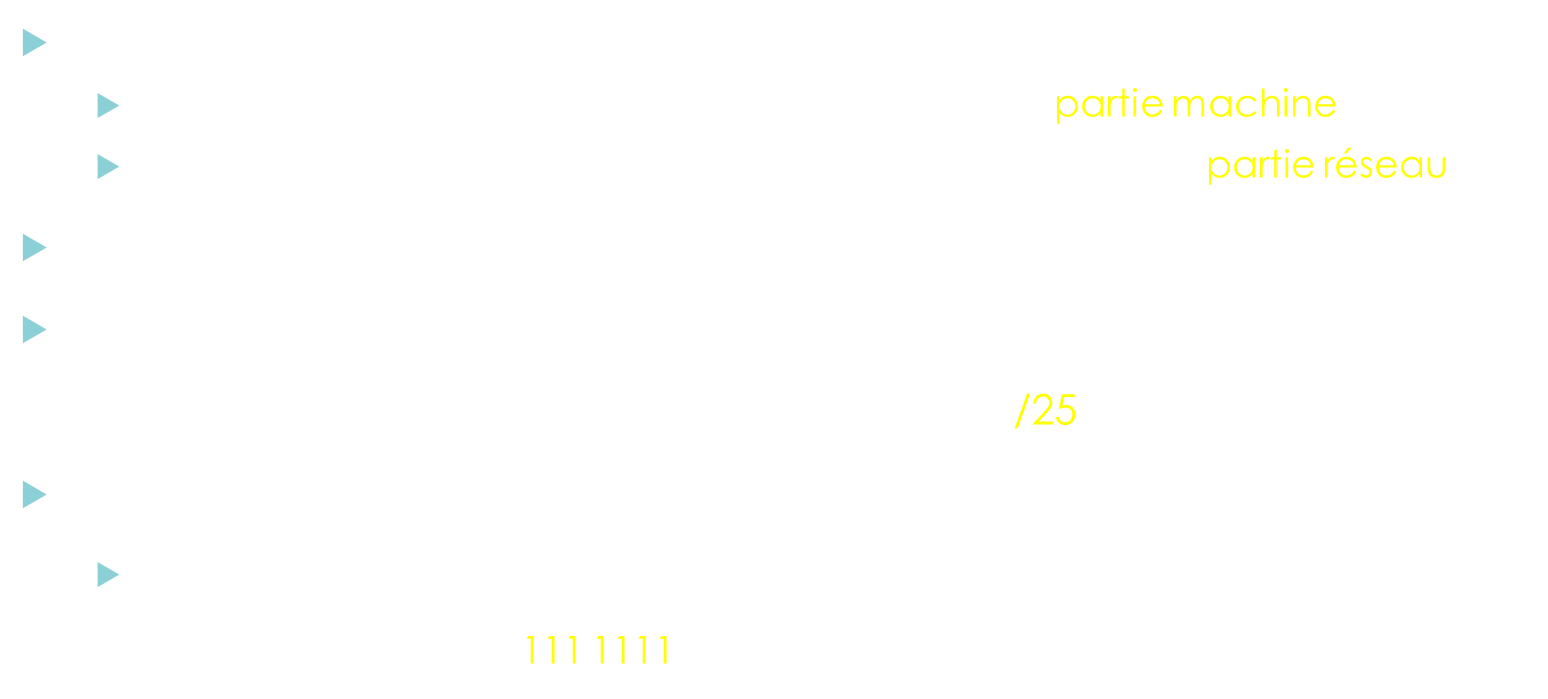 partie machine
partie réseau
/25
111 1111